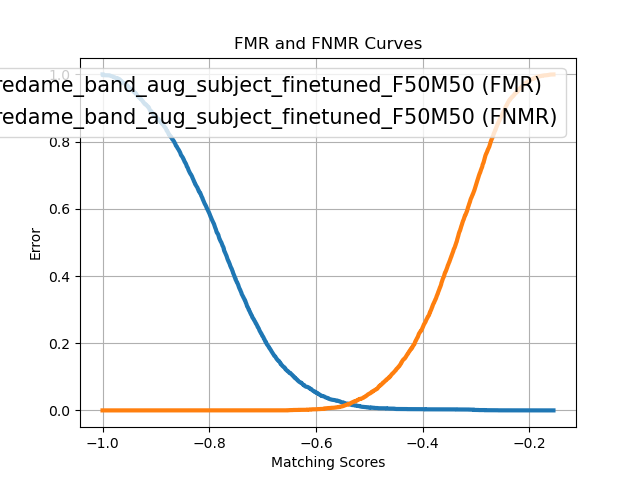 FMR and FNMR Curves
1.0
redame_band_aug_subject_finetuned_F50M50 (FMR)
redame_band_aug_subject_finetuned_F50M50 (FNMR)
0.8
0.6
Error
0.4
0.2
0.0
−1.0 −0.8 −0.6 −0.4 −0.2
Matching Scores